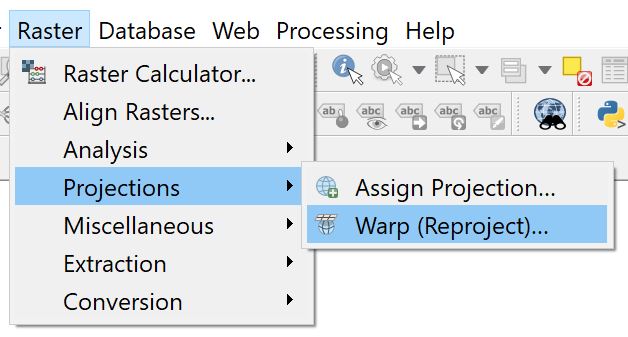 Raster Database Web Processing Help
Raster Calculator...
Align Rasters...
Analysis
Projections
Assign Projection...
Warp (Reproject)...
Miscellaneous
Extraction
Conversion
ab
abc
abc
abc
abc